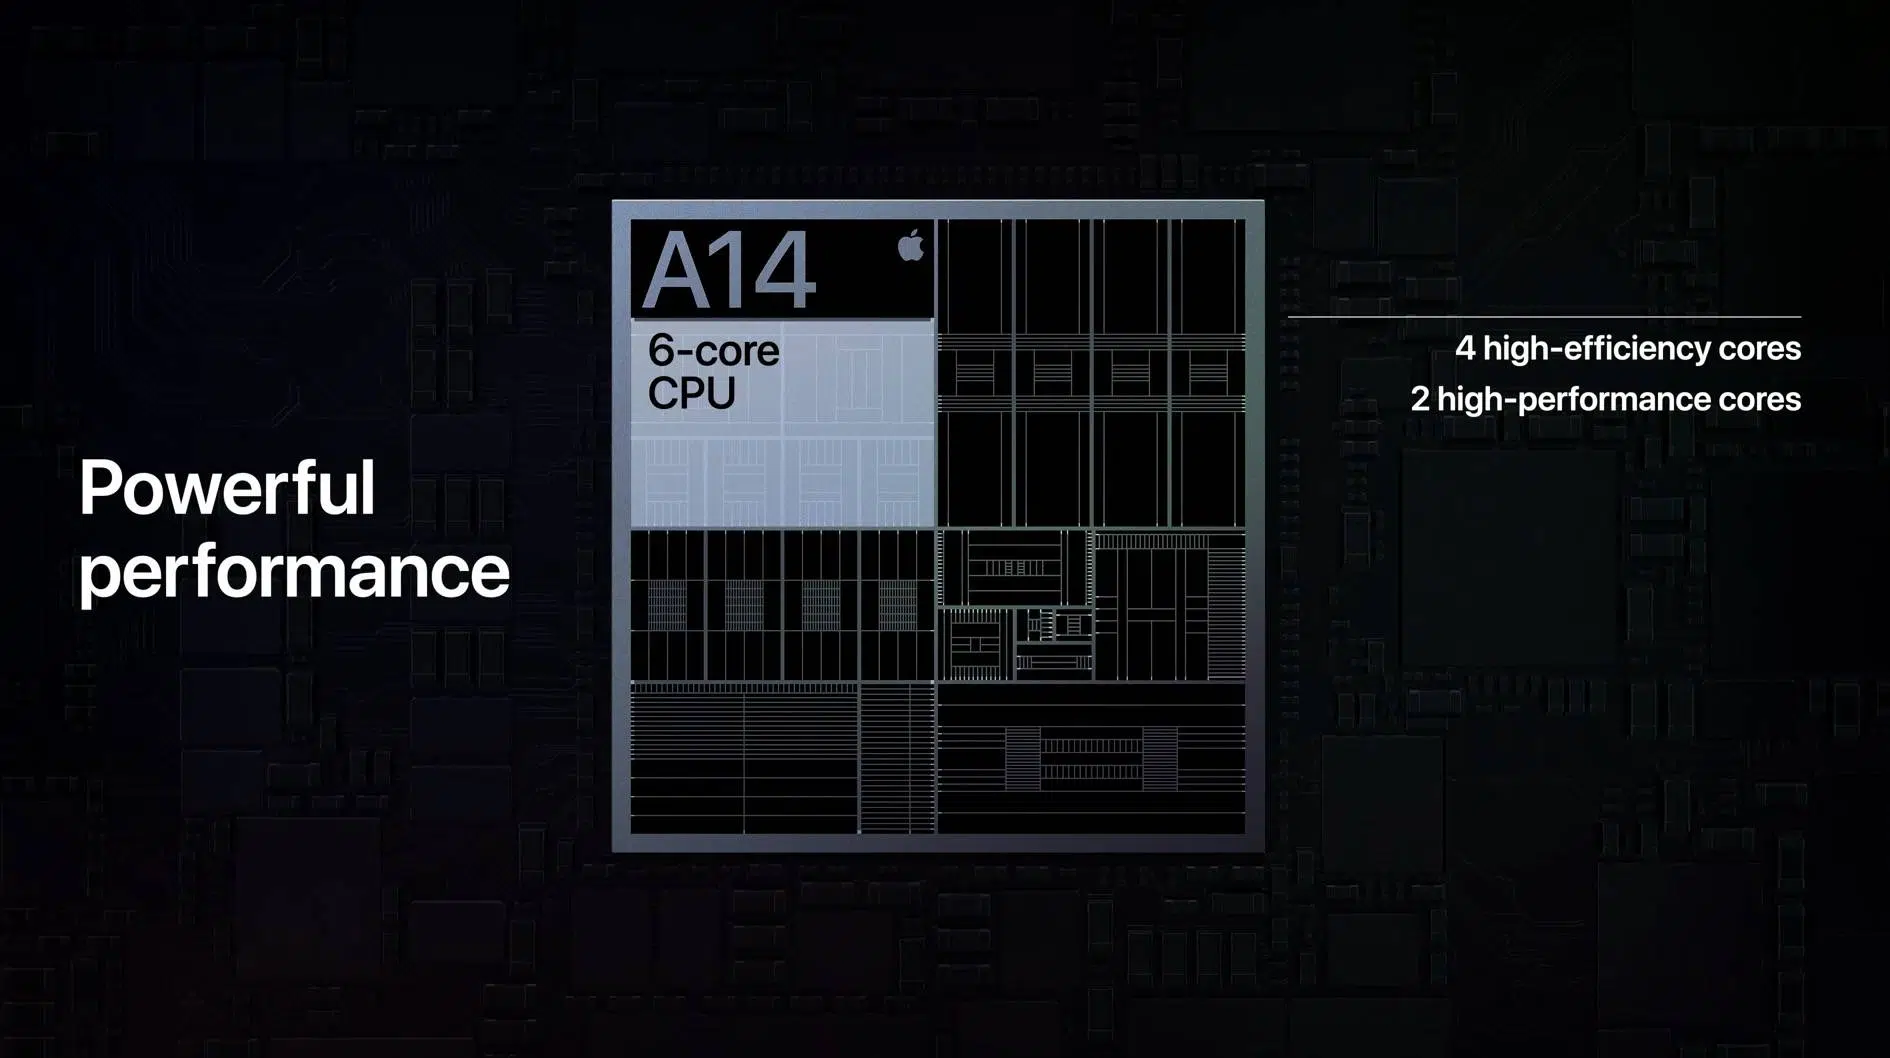 Powerful
performance
A14
6-core
CPU
4 high-efficiency cores
2 high-performance cores